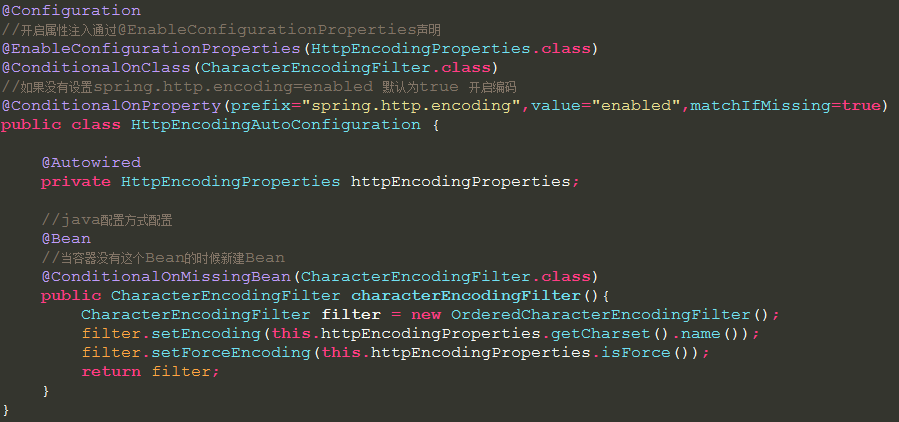 @Configuration
//开启属性注入通过@EnableConfigurationProperties声明
@EnableConfigurationProperties(HttpEncodingProperties.class)
@ConditionalOnClass(CharacterEncodingFilter.class)
//如果没有设置spring.http.encoding=enabled 默认为true 开启编码
@ConditionalOnProperty(prefix="spring.http.encoding",value="enabled",matchIfMissing=true)
public class HttpEncodingAutoConfiguration {
@Autowired
private HttpEncodingProperties httpEncodingProperties;
//java配置方式配置
@Bean
//当容器没有这个Bean的时候新建Bean
@ConditionalOnMissingBean(CharacterEncodingFilter.class)
public CharacterEncodingFilter characterEncodingFilter(){
CharacterEncodingFilter filter = new OrderedCharacterEncodingFilter();
filter.setEncoding(this.httpEncodingProperties.getCharset().name());
filter.setForceEncoding(this.httpEncodingProperties.isForce());
return filter;
}
}